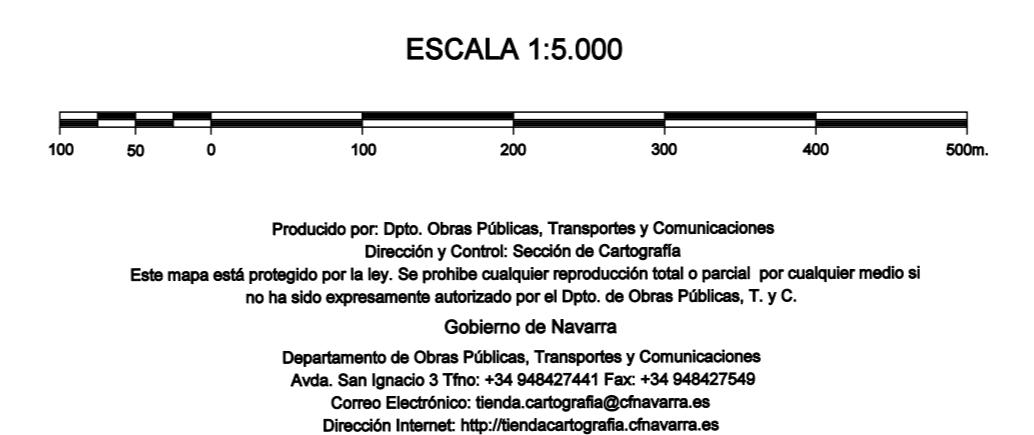 ESCALA 1:5.000
100 50 0 100 200 300 400 500m.
Producido por: Dpto. Obras Públicas, Transportes y Comunicaciones
Dirección y Control: Sección de Cartografía
Este mapa está protegido por la ley. Se prohibe cualquier reproducción total o parcial por cualquier medio si
no ha sido expresamente autorizado por el Dpto. de Obras Públicas, T. y C.
Gobierno de Navarra
Departamento de Obras Públicas, Transportes y Comunicaciones
Avda. San Ignacio 3 Tfno: +34 948427441 Fax: +34 948427549
Correo Electrónico: tienda.cartografia@cfnavarra.es
Dirección Internet: http://tiendacartografia.cfnavarra.es